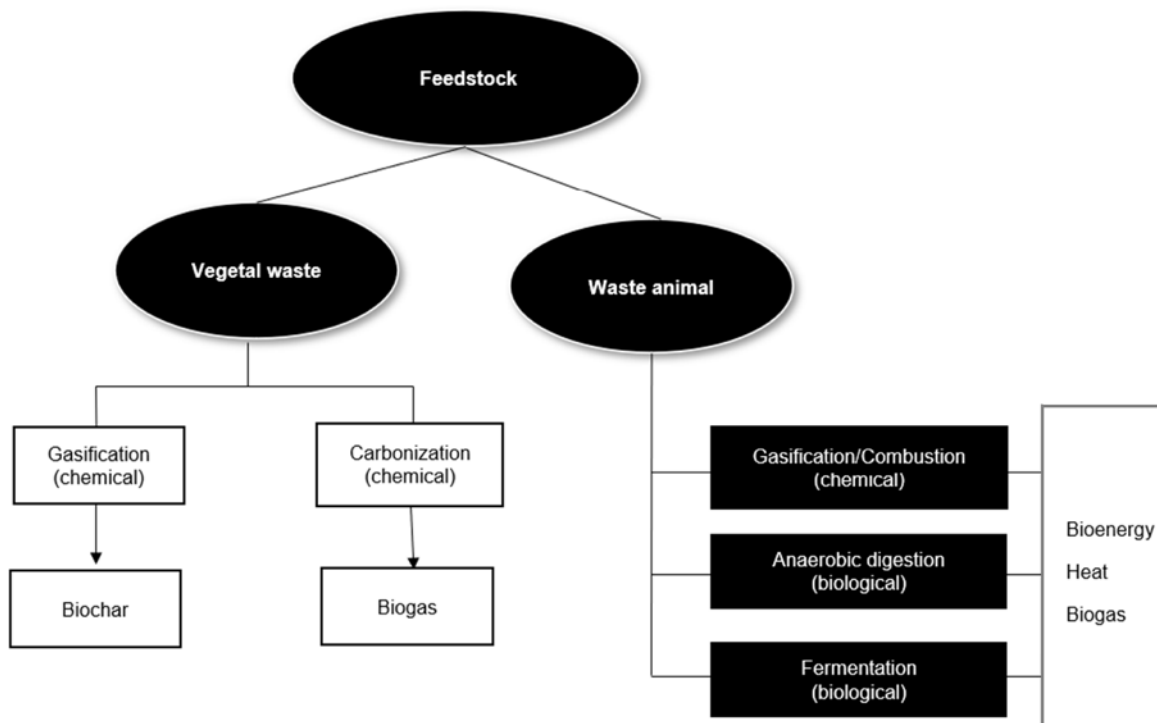 Feedstock
Vegetal waste
Waste animal
Gasification
(chemical)
Carbonization
(chemical)
Biochar
Biogas
Gasification/Combustion
(chemical)
Anaerobic digestion
(biological)
Fermentation
(biological)
Bioenergy
Heat
Biogas